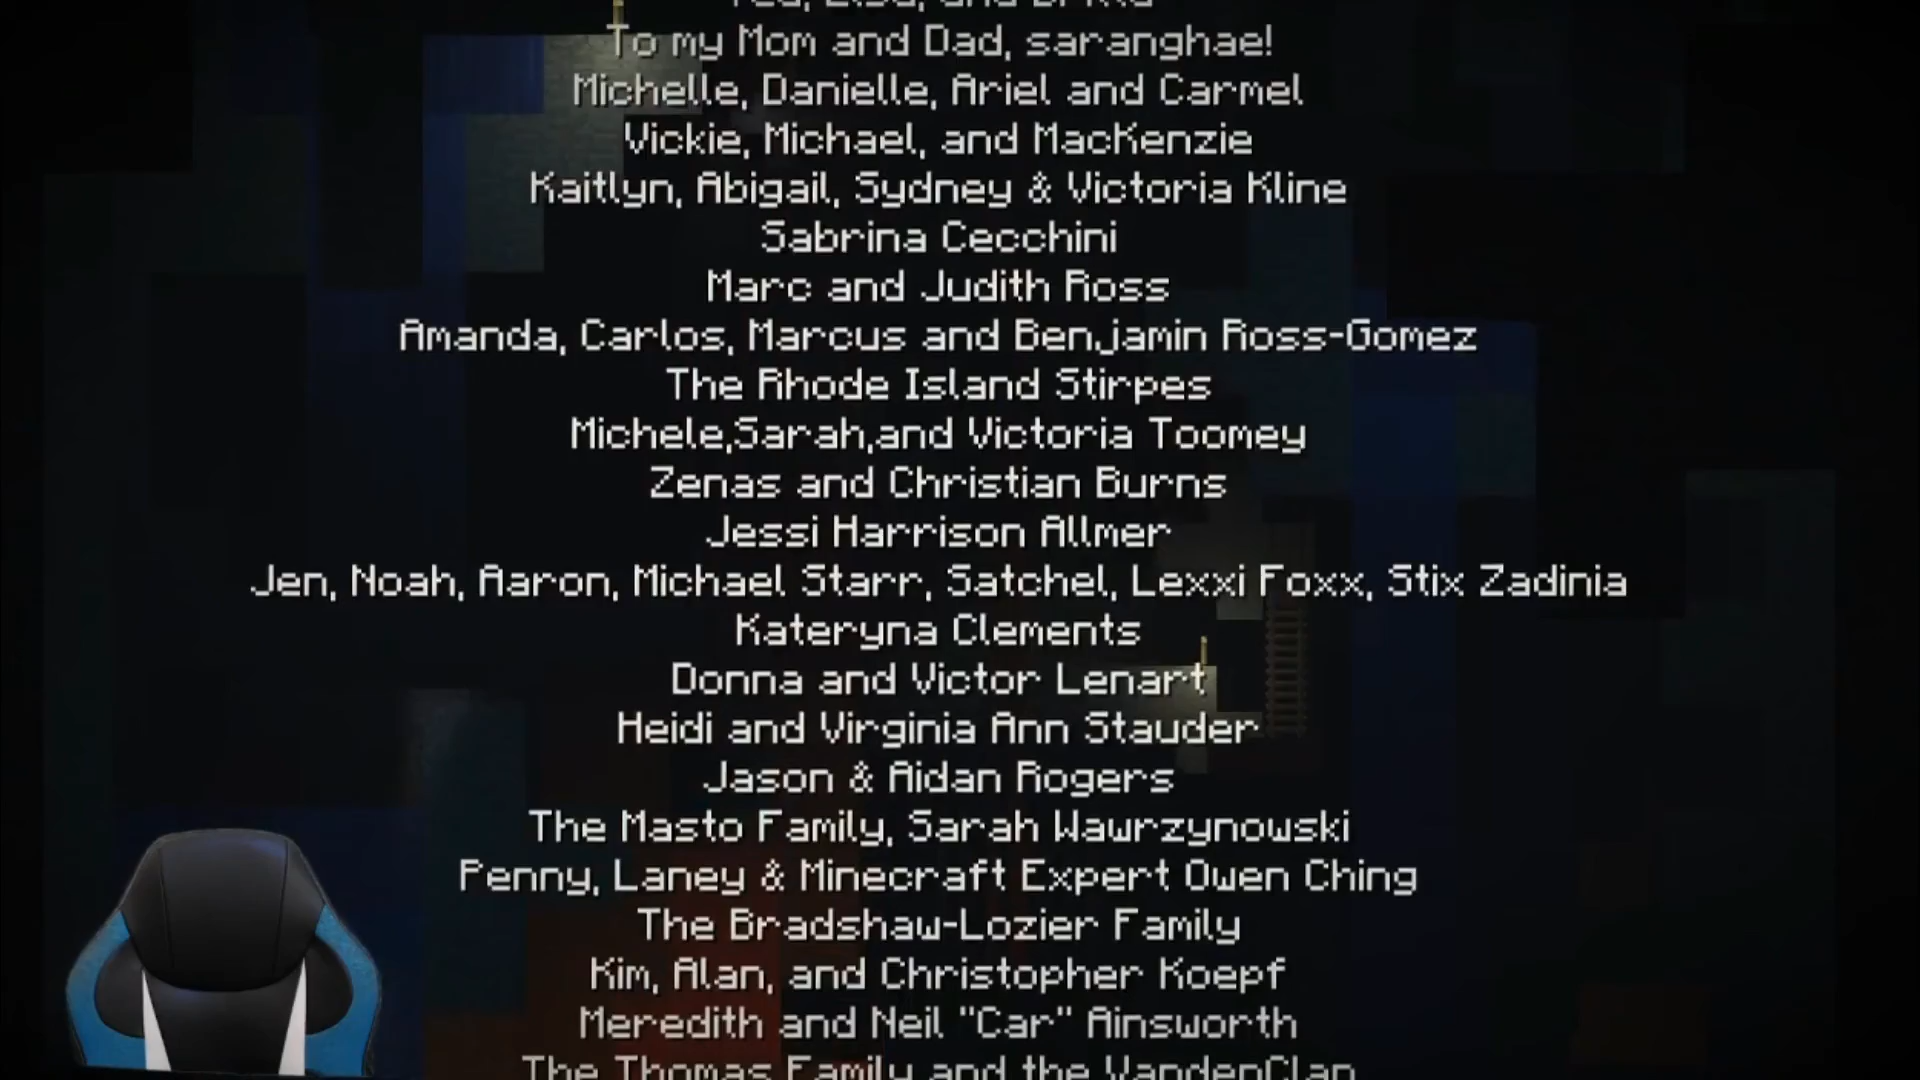 To my Mom and Dad, saranghae!
Michelle, Danielle, Ariel and Carmel
Vickie, Michael, and MacKenzie
Kaitlyn, Abigail, Sydney & Victoria Kline
Sabrina Cecchini
Marc and Judith Ross
Amanda, Carlos, Marcus and Benjamin Ross-Gomez
The Rhode Island Stirpes
Michele,Sarah,and Victoria Toomey
Zenas and Christian Burns
Jessi Harrison Allmer
Jen, Noah, Aaron, Michael Starr, Satchel, Lexxi Foxx, Stix Zadinia
Kateryna Clements
Donna and Victor Lenart
Heidi and Virginia Ann Stauder
Jason & Aidan Rogers
The Masto Family, Sarah Wawrzynowski
Penny, Laney & Minecraft Expert Owen Ching
The Bradshaw-Lozier Family
Kim, Alan, and Christopher Koepf
Meredith and Neil "Car" Ainsworth
The Thomas Family and the VandenClan